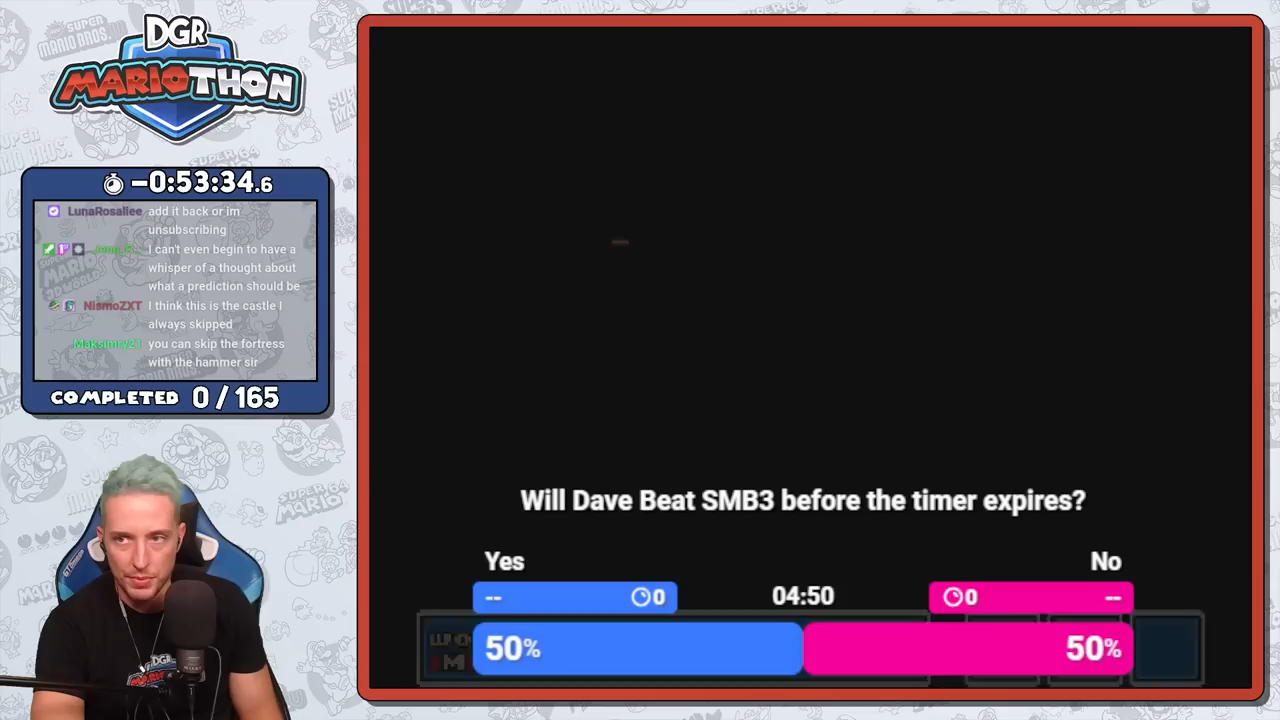 DGR
MARIOTHON
-0:53:34.6
LunaRosaliee add it back or im
unsubscribing
I can't even begin to have a
whisper of a thought about
what a prediction should be
NismoZXT I think this is the castle I
always skipped
you can skip the fortress
with the hammer sir
COMPLETED 0 / 165
Will Dave Beat SMB3 before the timer expires?
Yes
No
-- 0
04:50
0 --
50%
50%